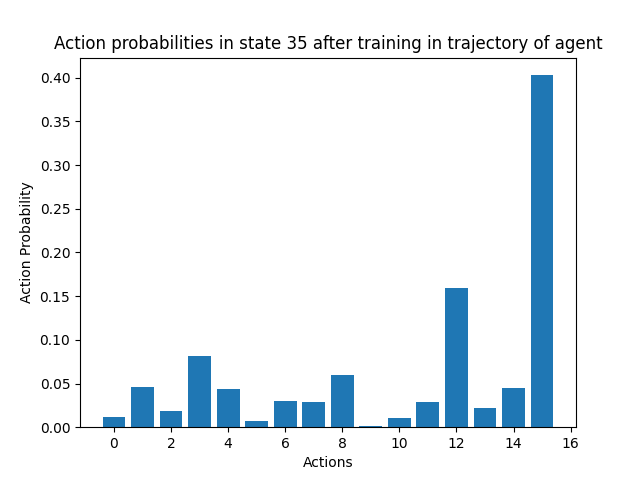 Action probabilities in state 35 after training in trajectory of agent
0.40
0.35
0.30
0.25
0.20
0.15
0.10
0.05
0.00
Action Probability
0 2 4 6 8 10 12 14 16
Actions